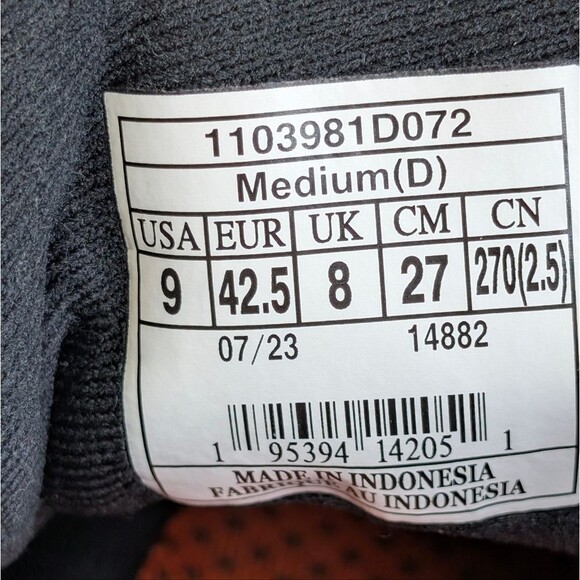 1103981D072
Medium(D)
USA EUR UK CM CN
9 42.5 8 27 270(2.5)
07/23 14882
1 95394 14205 1
MADE IN INDONESIA
FABRIQUE AU INDONESIA